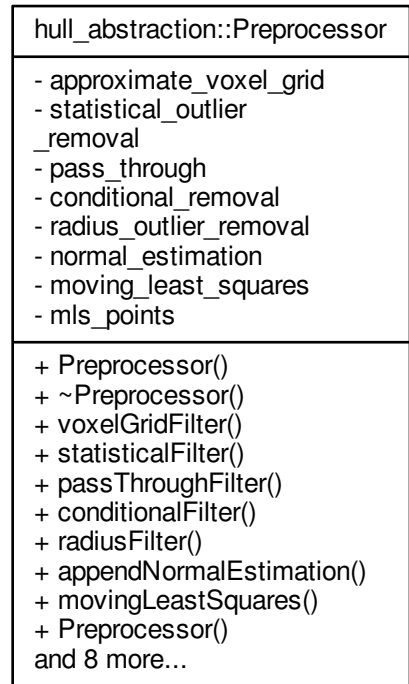 hull_abstraction::Preprocessor
- approximate_voxel_grid
- statistical_outlier
_removal
- pass_through
- conditional_removal
- radius_outlier_removal
- normal_estimation
- moving_least_squares
- mls_points
+ Preprocessor()
+ ~Preprocessor()
+ voxelGridFilter()
+ statisticalFilter()
+ passThroughFilter()
+ conditionalFilter()
+ radiusFilter()
+ appendNormalEstimation()
+ movingLeastSquares()
+ Preprocessor()
and 8 more...